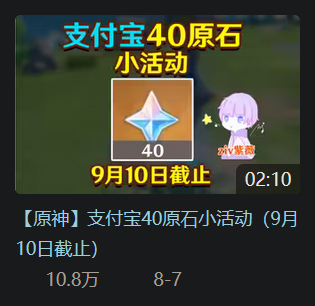 支付宝40原石
小活动
40
ziv紫薇
9月10日截止
02:10
【原神】支付宝40原石小活动（9月
10日截止）
10.8万 8-7